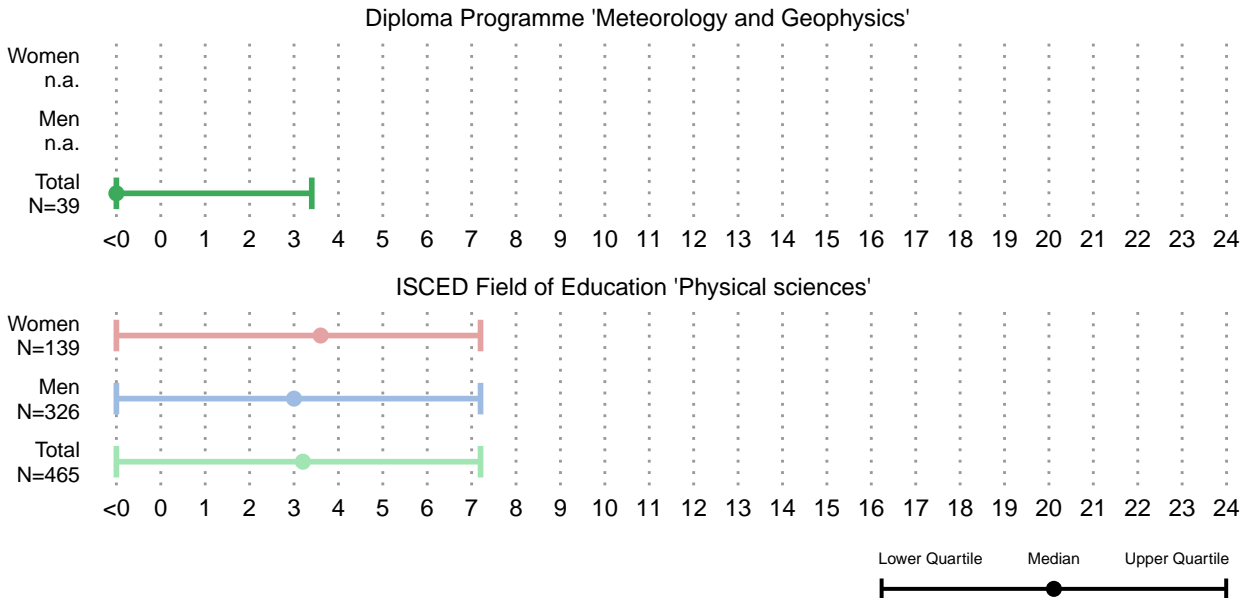 Diploma Programme 'Meteorology and Geophysics'
Women
n.a.
Men
n.a.
Total
N=39
<0 0 1 2 3 4 5 6 7 8 9 10 11 12 13 14 15 16 17 18 19 20 21 22 23 24
ISCED Field of Education 'Physical sciences'
Women
N=139
Men
N=326
Total
N=465
<0 0 1 2 3 4 5 6 7 8 9 10 11 12 13 14 15 16 17 18 19 20 21 22 23 24
Lower Quartile Median Upper Quartile